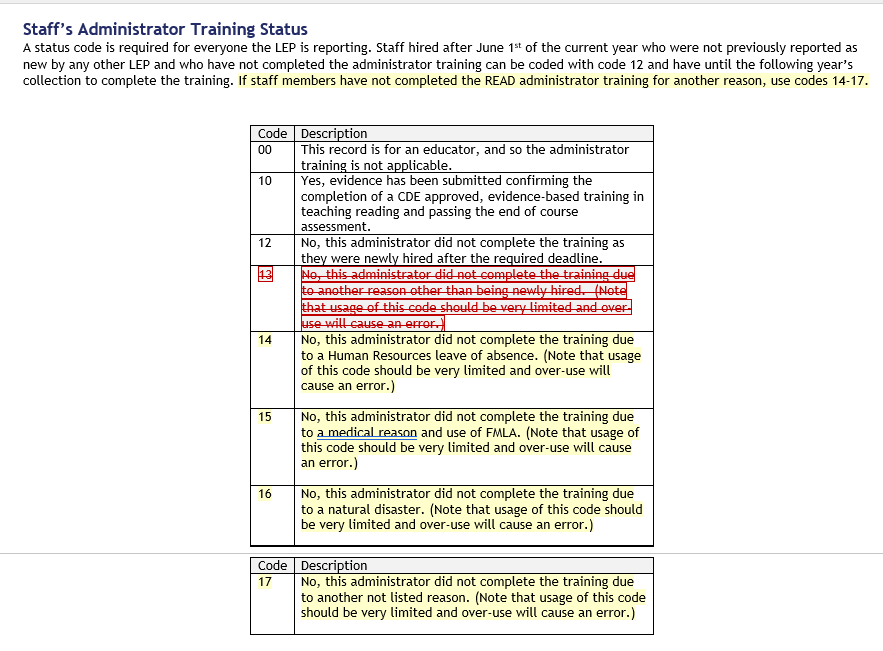 Staff's Administrator Training Status
A status code is required for everyone the LEP is reporting. Staff hired after June 1st of the current year who were not previously reported as
new by any other LEP and who have not completed the administrator training can be coded with code 12 and have until the following year's
collection to complete the training. If staff members have not completed the READ administrator training for another reason, use codes 14-17.
Code Description
00 This record is for an educator, and so the administrator
training is not applicable.
10 Yes, evidence has been submitted confirming the
completion of a CDE approved, evidence-based training in
teaching reading and passing the end of course
assessment.
12 No, this administrator did not complete the training as
they were newly hired after the required deadline.
13 No, this administrator did not complete the training due
to another reason other than being newly hired. (Note
that usage of this code should be very limited and over-
use will cause an error.)
14 No, this administrator did not complete the training due
to a Human Resources leave of absence. (Note that usage
of this code should be very limited and over-use will
cause an error.)
15 No, this administrator did not complete the training due
to a medical reason and use of FMLA. (Note that usage of
this code should be very limited and over-use will cause
an error.)
16 No, this administrator did not complete the training due
to a natural disaster. (Note that usage of this code should
be very limited and over-use will cause an error.)
Code Description
17 No, this administrator did not complete the training due
to another not listed reason. (Note that usage of this code
should be very limited and over-use will cause an error.)